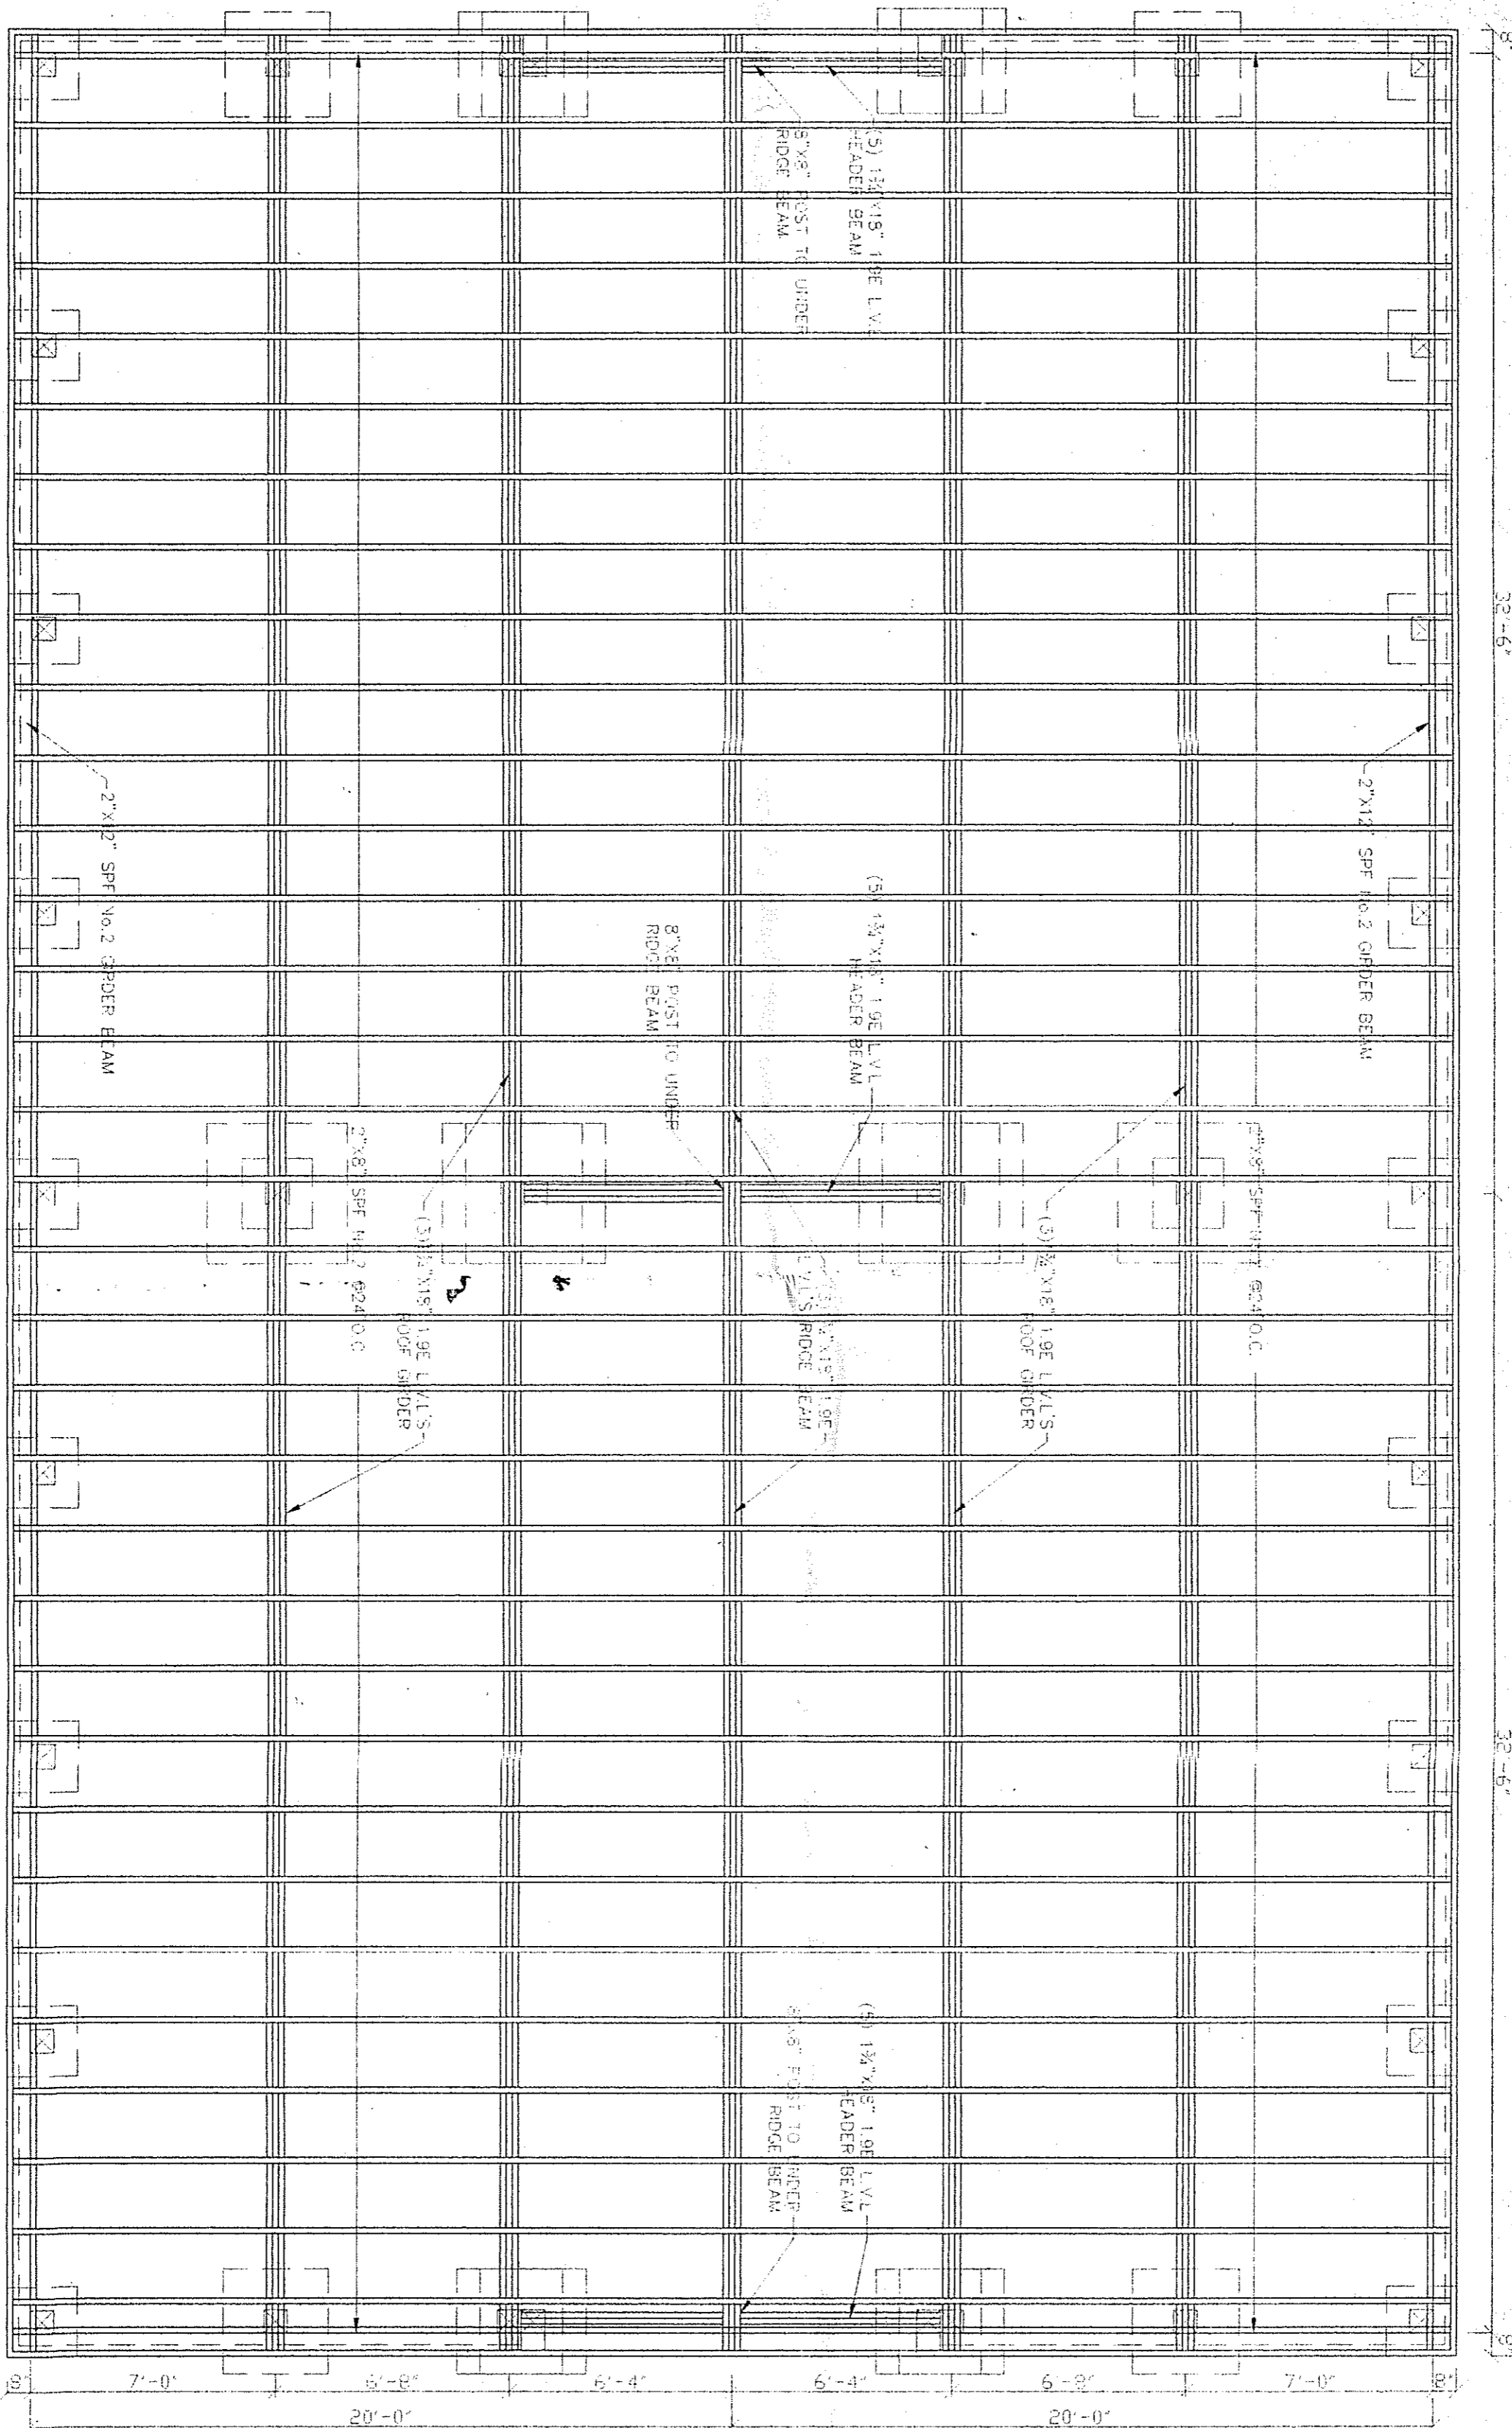 (5) 1¾"X18" 1.9E L.V.L
HEADER BEAM
8"X8" POST TO UNDER
RIDGE BEAM
8"
32'-6"
2"X12" SPF No.2 GIRDER BEAM
2"X12" SPF No.2 GIRDER BEAM
(5) 1¾"X18" 1.9E L.V.L
HEADER BEAM
8"X8" POST TO UNDER
RIDGE BEAM
2"X8" SPF No.2 @24"O.C.
2"X8" SPF @24"O.C.
(3) 1¾"X18" 1.9E L.V.L'S
ROOF GIRDER
1.9E
L.V.L'S RIDGE BEAM
(3) 1¾"X18" 1.9E L.V.L'S
ROOF GIRDER
32'-6"
(5) 1¾"X18" 1.9E L.V.L
HEADER BEAM
8"X8" POST TO UNDER
RIDGE BEAM
8"
8" 7'-0" 6'-8" 6'-4" 6'-4" 6'-8" 7'-0" 8"
20'-0" 20'-0"